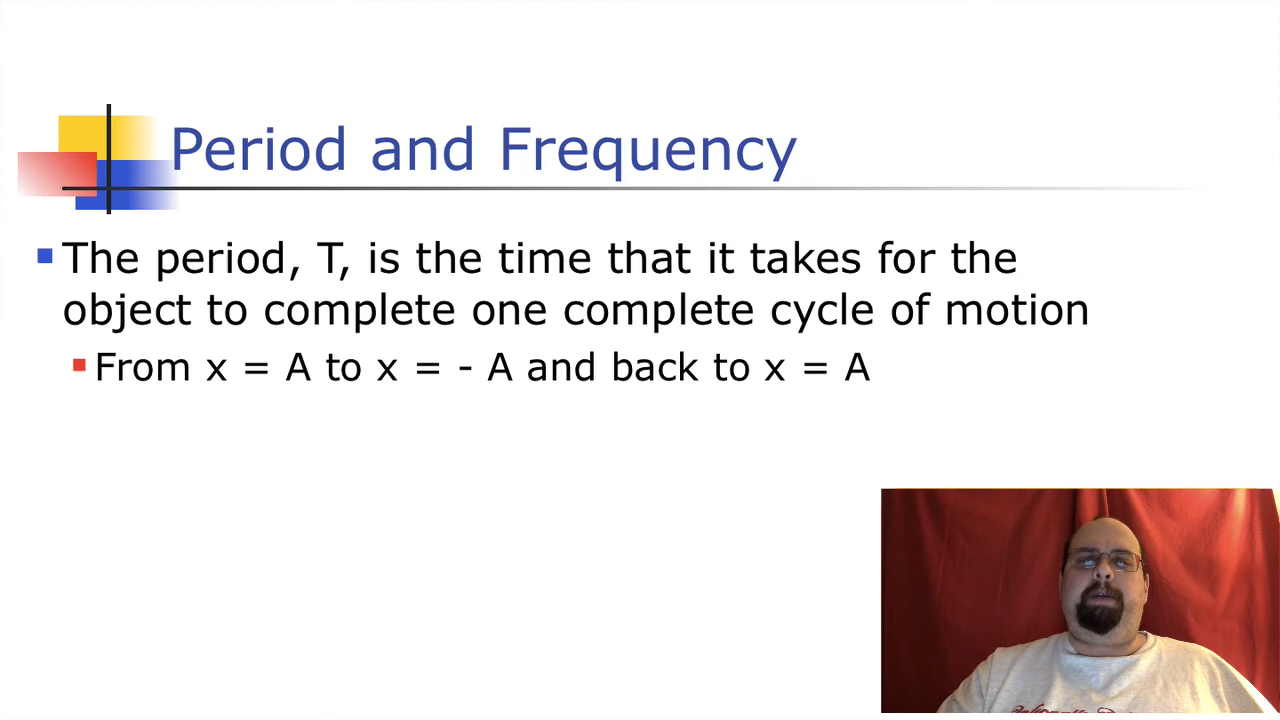 Period and Frequency
The period, T, is the time that it takes for the
object to complete one complete cycle of motion
From x = A to x = - A and back to x = A